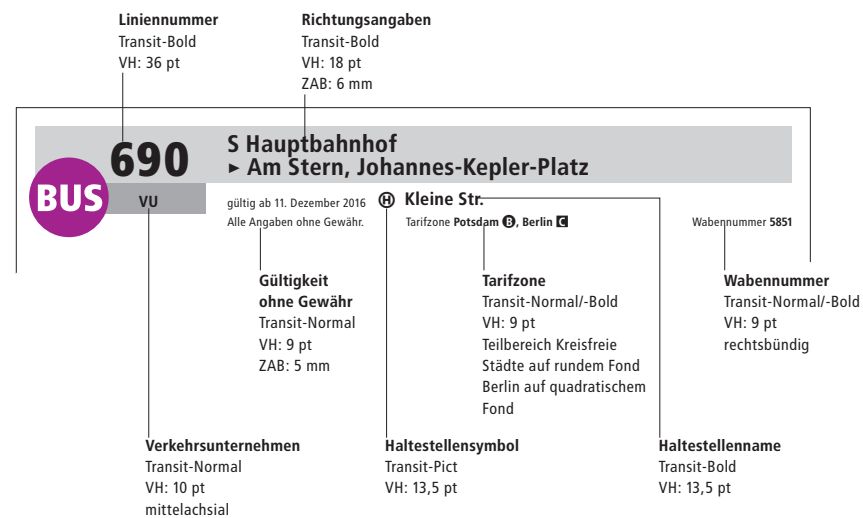 Liniennummer
Transit-Bold
VH: 36 pt
Richtungsangaben
Transit-Bold
VH: 18 pt
ZAB: 6 mm
690
S Hauptbahnhof
► Am Stern, Johannes-Kepler-Platz
BUS
VU
gültig ab 11. Dezember 2016
Alle Angaben ohne Gewähr.
H Kleine Str.
Tarifzone Potsdam B, Berlin C
Wabennummer 5851
Gültigkeit
ohne Gewähr
Transit-Normal
VH: 9 pt
ZAB: 5 mm
Tarifzone
Transit-Normal/-Bold
VH: 9 pt
Teilbereich Kreisfreie
Städte auf rundem Fond
Berlin auf quadratischem
Fond
Wabennummer
Transit-Normal/-Bold
VH: 9 pt
rechtsbündig
Verkehrsunternehmen
Transit-Normal
VH: 10 pt
mittelachsial
Haltestellensymbol
Transit-Pict
VH: 13,5 pt
Haltestellenname
Transit-Bold
VH: 13,5 pt